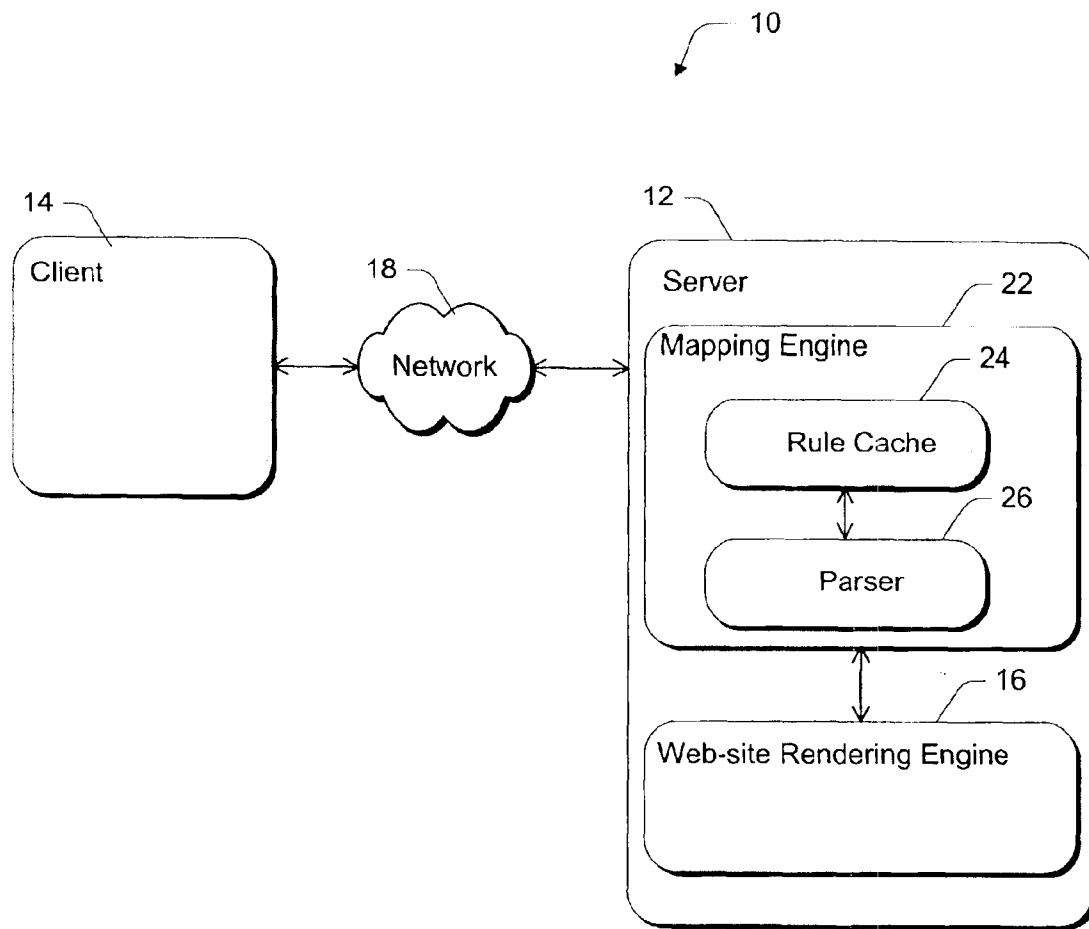 10
14
12
Client
18
Server
22
Network
Mapping Engine
24
Rule Cache
26
Parser
16
Web-site Rendering Engine